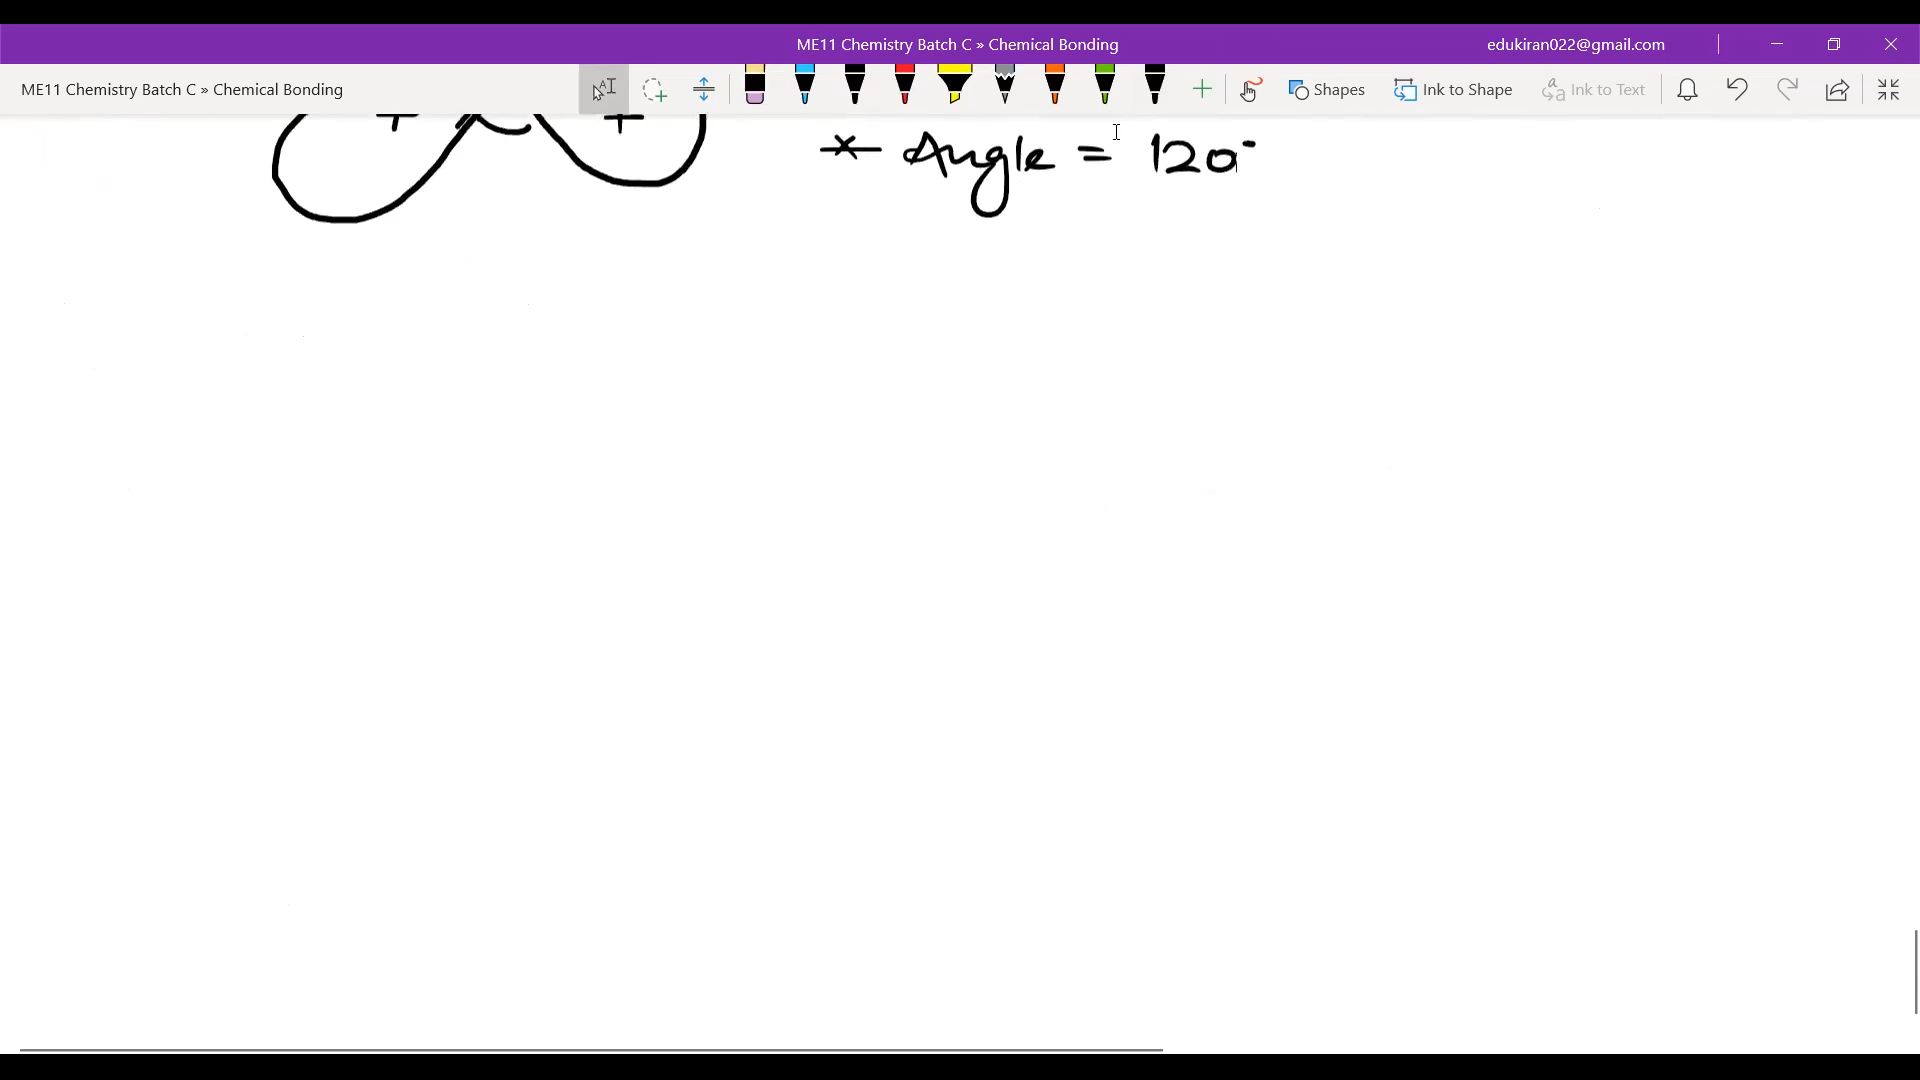 ME11 Chemistry Batch C » Chemical Bonding
edukiran022@gmail.com
ME11 Chemistry Batch C » Chemical Bonding
Shapes
Ink to Shape
Ink to Text
+ +
* Angle = 120°